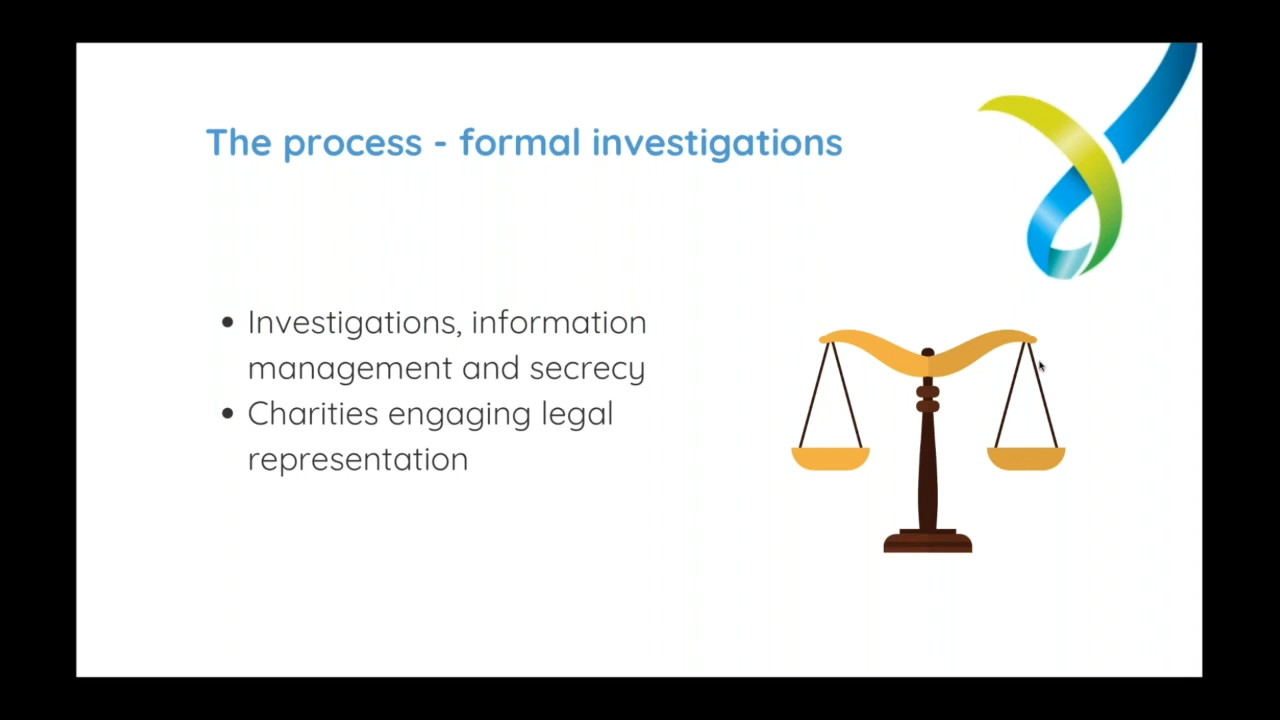 The process - formal investigations
• Investigations, information
management and secrecy
• Charities engaging legal
representation